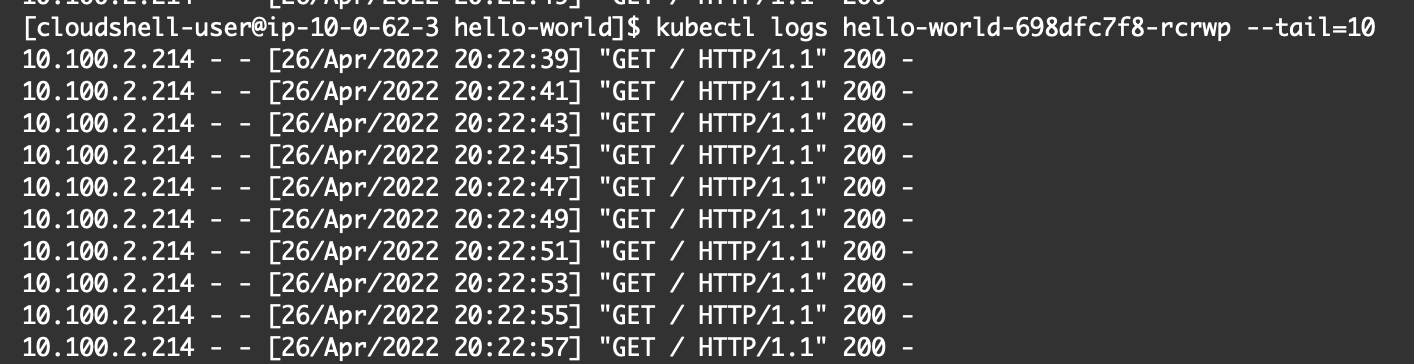 [cloudshell-user@ip-10-0-62-3 hello-world]$ kubectl logs hello-world-698dfc7f8-rcrwp --tail=10
10.100.2.214 - - [26/Apr/2022 20:22:39] "GET / HTTP/1.1" 200 -
10.100.2.214 - - [26/Apr/2022 20:22:41] "GET / HTTP/1.1" 200 -
10.100.2.214 - - [26/Apr/2022 20:22:43] "GET / HTTP/1.1" 200 -
10.100.2.214 - - [26/Apr/2022 20:22:45] "GET / HTTP/1.1" 200 -
10.100.2.214 - - [26/Apr/2022 20:22:47] "GET / HTTP/1.1" 200 -
10.100.2.214 - - [26/Apr/2022 20:22:49] "GET / HTTP/1.1" 200 -
10.100.2.214 - - [26/Apr/2022 20:22:51] "GET / HTTP/1.1" 200 -
10.100.2.214 - - [26/Apr/2022 20:22:53] "GET / HTTP/1.1" 200 -
10.100.2.214 - - [26/Apr/2022 20:22:55] "GET / HTTP/1.1" 200 -
10.100.2.214 - - [26/Apr/2022 20:22:57] "GET / HTTP/1.1" 200 -